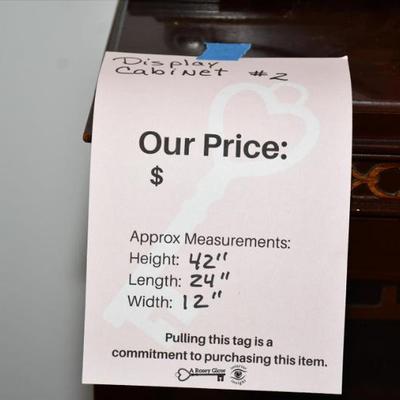 Display
Cabinet #2
Our Price:
$
Approx Measurements:
Height: 42"
Length: 24"
Width: 12"
Pulling this tag is a
commitment to purchasing this item.
A Rosey Glow